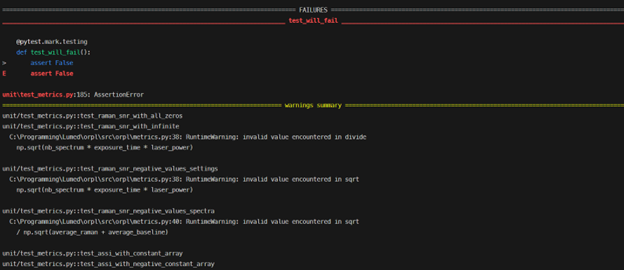 FAILURES
test_will_fail
@pytest.mark.testing
def test_will_fail():
> assert False
E assert False
unit\test_metrics.py:185: AssertionError
warnings summary
unit/test_metrics.py::test_raman_snr_with_all_zeros
unit/test_metrics.py::test_raman_snr_with_infinite
C:\Programming\Lumed\orpl\src\orpl\metrics.py:38: RuntimeWarning: invalid value encountered in divide
np.sqrt(nb_spectrum * exposure_time * laser_power)
unit/test_metrics.py::test_raman_snr_negative_values_settings
C:\Programming\Lumed\orpl\src\orpl\metrics.py:38: RuntimeWarning: invalid value encountered in sqrt
np.sqrt(nb_spectrum * exposure_time * laser_power)
unit/test_metrics.py::test_raman_snr_negative_values_spectra
C:\Programming\Lumed\orpl\src\orpl\metrics.py:40: RuntimeWarning: invalid value encountered in sqrt
/ np.sqrt(average_raman + average_baseline)
unit/test_metrics.py::test_assi_with_constant_array
unit/test_metrics.py::test_assi_with_negative_constant_array